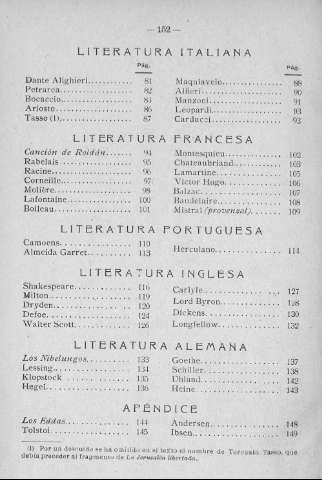 — 152 —
LITERATURA ITALIANA
Pág. Pág.
Dante Alighieri............ 81 Maquiavelo............... 88
Petrarca.................. 82 Alfieri.................... 90
Bocaccio.................. 83 Manzoni.................. 91
Ariosto................... 86 Leopardi................. 93
Tasso (1).................. 87 Carducci................. 93
LITERATURA FRANCESA
Canción de Roldán....... 94 Montesquieu............. 102
Rabelais.................. 95 Chateaubriand........... 103
Racine.................... 96 Lamartine................ 105
Corneille.................. 97 Víctor Hugo.............. 106
Molière................... 98 Balzac.................... 107
Lafontaine................ 100 Baudelaire............... 108
Boileau................... 101 Mistral (provenzal)....... 109
LITERATURA PORTUGUESA
Camoens................. 110 Herculano................ 114
Almeida Garret........... 113
LITERATURA INGLESA
Shakespeare.............. 116 Carlyle................... 127
Milton.................... 119 Lord Byron............... 128
Dryden................... 120 Dickens.................. 130
Defoe..................... 124 Longfellow............... 132
Walter Scott.............. 126
LITERATURA ALEMANA
Los Nibelungos........... 133 Goethe................... 137
Lessing................... 134 Schiller................... 138
Klopstock................ 135 Uhland................... 142
Hegel..................... 136 Heine.................... 143
APÉNDICE
Los Eddas................ 144 Andersen................. 148
Tolstoi.................... 145 Ibsen..................... 149
(1) Por un descuido se ha omitido en el texto el nombre de Torcuato Tasso, que
debía preceder al fragmento de La Jerusalén libertada.